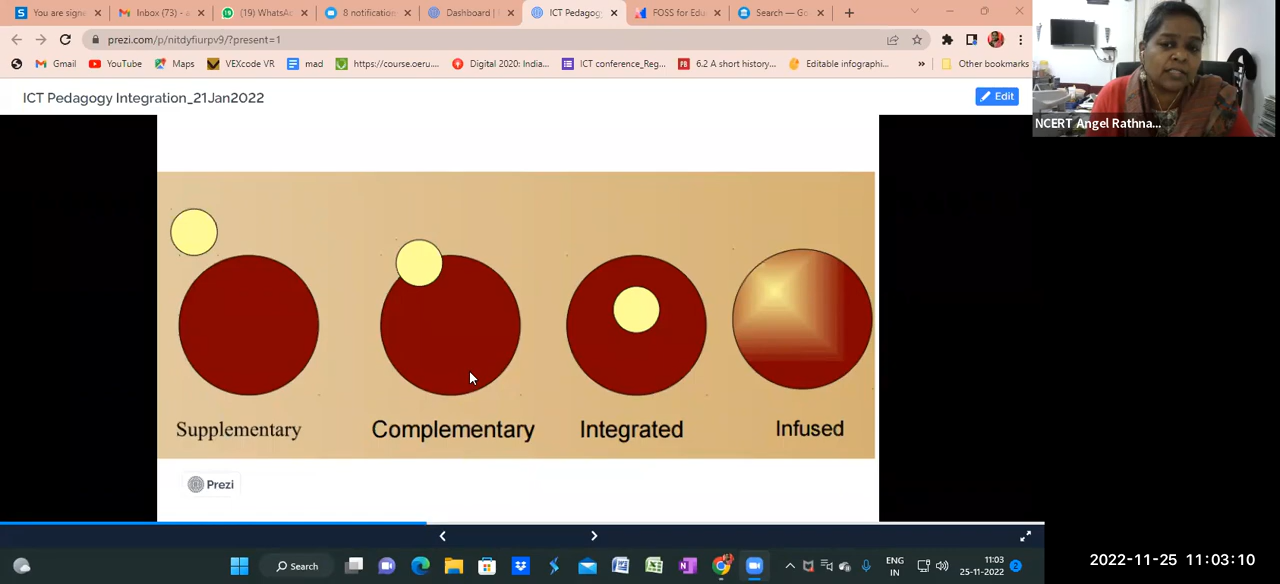 You are sign
Inbox (73) - a
(19) WhatsA
8 notification
Dashboard |
ICT Pedagog
FOSS for Edu
Search — Go
prezi.com/p/nitdyfiurpv9/?present=1
Gmail
YouTube
Maps
VEXcode VR
mad
https://course.oeru....
Digital 2020: India...
ICT conference_Reg...
6.2 A short history...
Editable infographi...
»
Other bookmarks
ICT Pedagogy Integration_21Jan2022
Edit
NCERT Angel Rathna...
Supplementary
Complementary
Integrated
Infused
Prezi
Search
ENG
IN
11:03
25-11-2022
2
2022-11-25 11:03:10